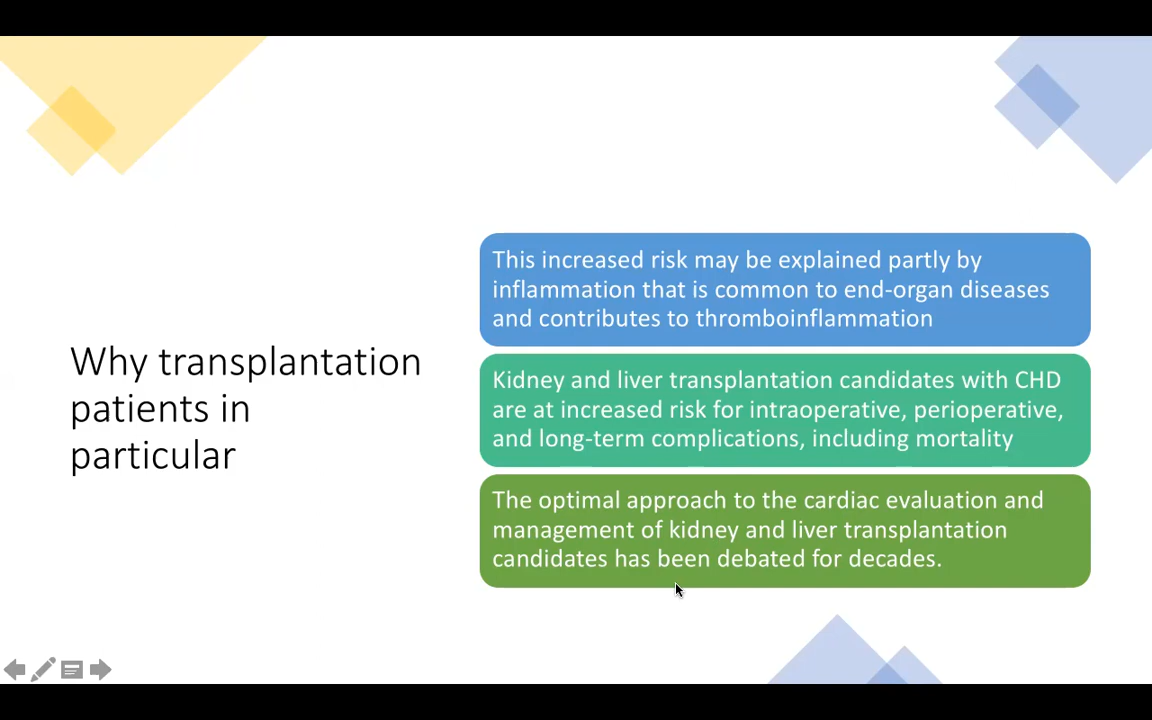 Why transplantation
patients in
particular
This increased risk may be explained partly by
inflammation that is common to end-organ diseases
and contributes to thromboinflammation
Kidney and liver transplantation candidates with CHD
are at increased risk for intraoperative, perioperative,
and long-term complications, including mortality
The optimal approach to the cardiac evaluation and
management of kidney and liver transplantation
candidates has been debated for decades.